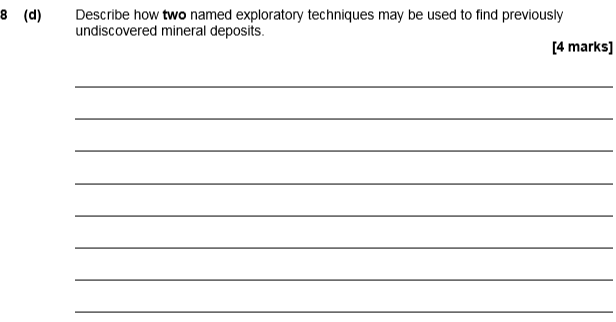 8 (d) Describe how two named exploratory techniques may be used to find previously
undiscovered mineral deposits.
[4 marks]